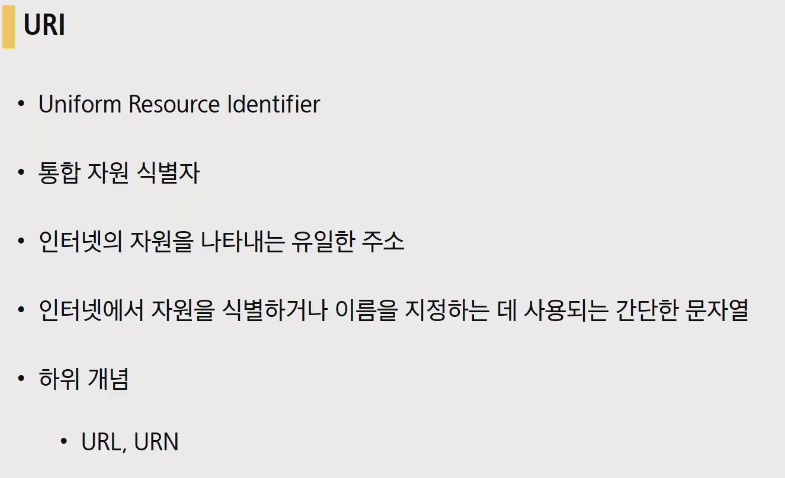 URI
• Uniform Resource Identifier
• 통합 자원 식별자
• 인터넷의 자원을 나타내는 유일한 주소
• 인터넷에서 자원을 식별하거나 이름을 지정하는 데 사용되는 간단한 문자열
• 하위 개념
• URL, URN